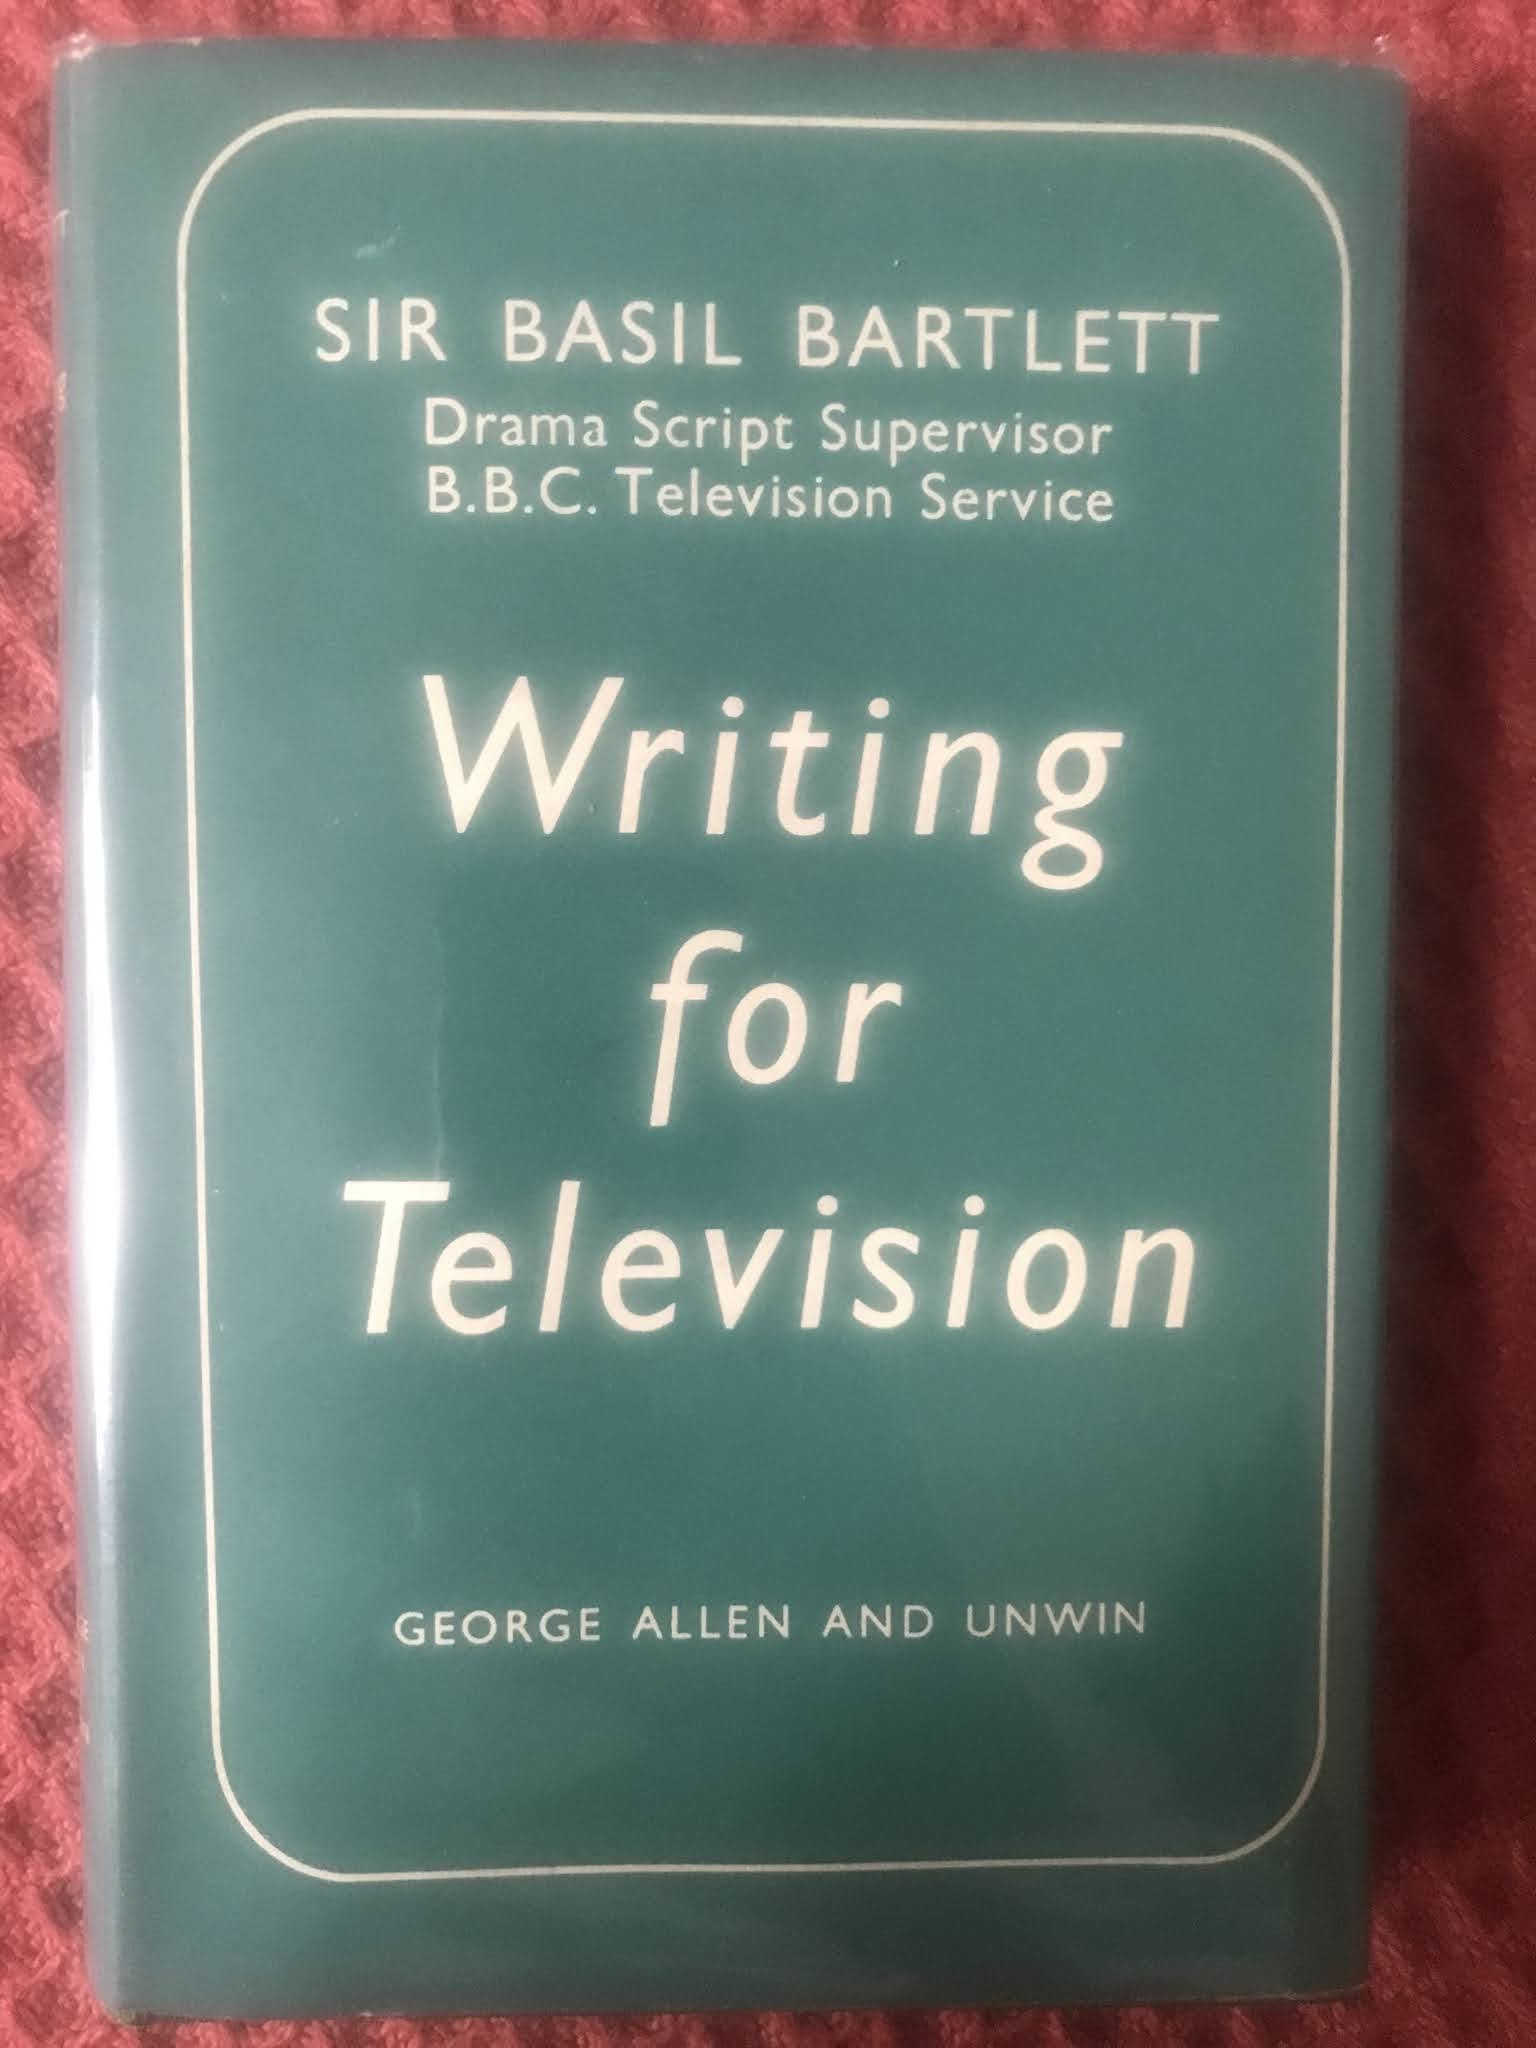 SIR BASIL BARTLETT
Drama Script Supervisor
B.B.C. Television Service
Writing
for
Television
GEORGE ALLEN AND UNWIN